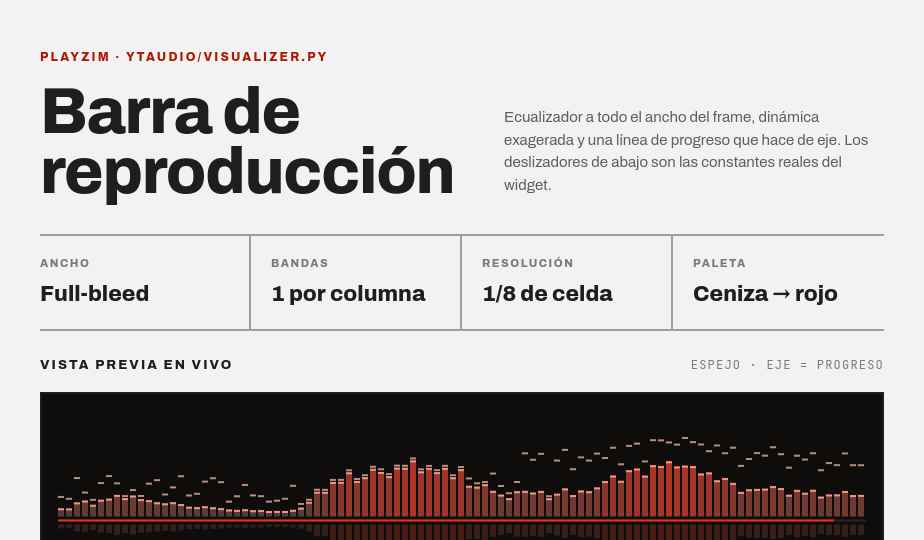 PLAYZIM · YTAUDIO/VISUALIZER.PY
Barra de
reproducción
Ecualizador a todo el ancho del frame, dinámica
exagerada y una línea de progreso que hace de eje. Los
deslizadores de abajo son las constantes reales del
widget.
ANCHO
Full-bleed
BANDAS
1 por columna
RESOLUCIÓN
1/8 de celda
PALETA
Ceniza → rojo
VISTA PREVIA EN VIVO
ESPEJO · EJE = PROGRESO